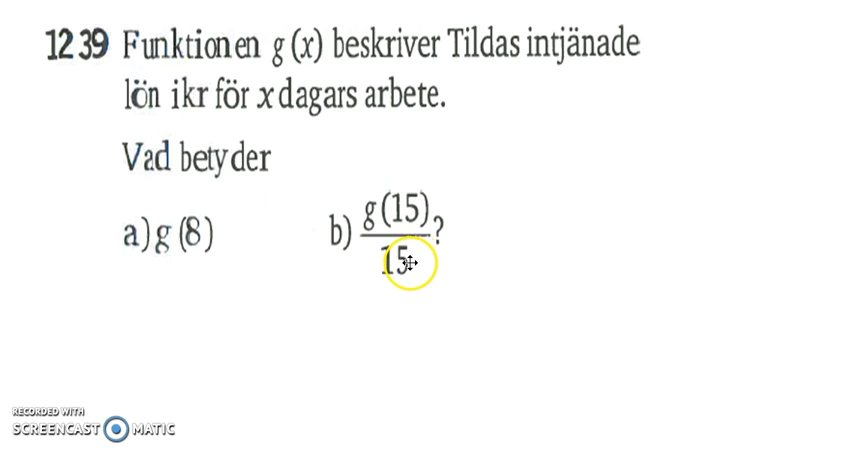 1239 Funktionen g (x) beskriver Tildas intjänade
lön i kr för x dagars arbete.
Vad betyder
a) g (8) b) g (15)/15 ?
RECORDED WITH
SCREENCAST MATIC